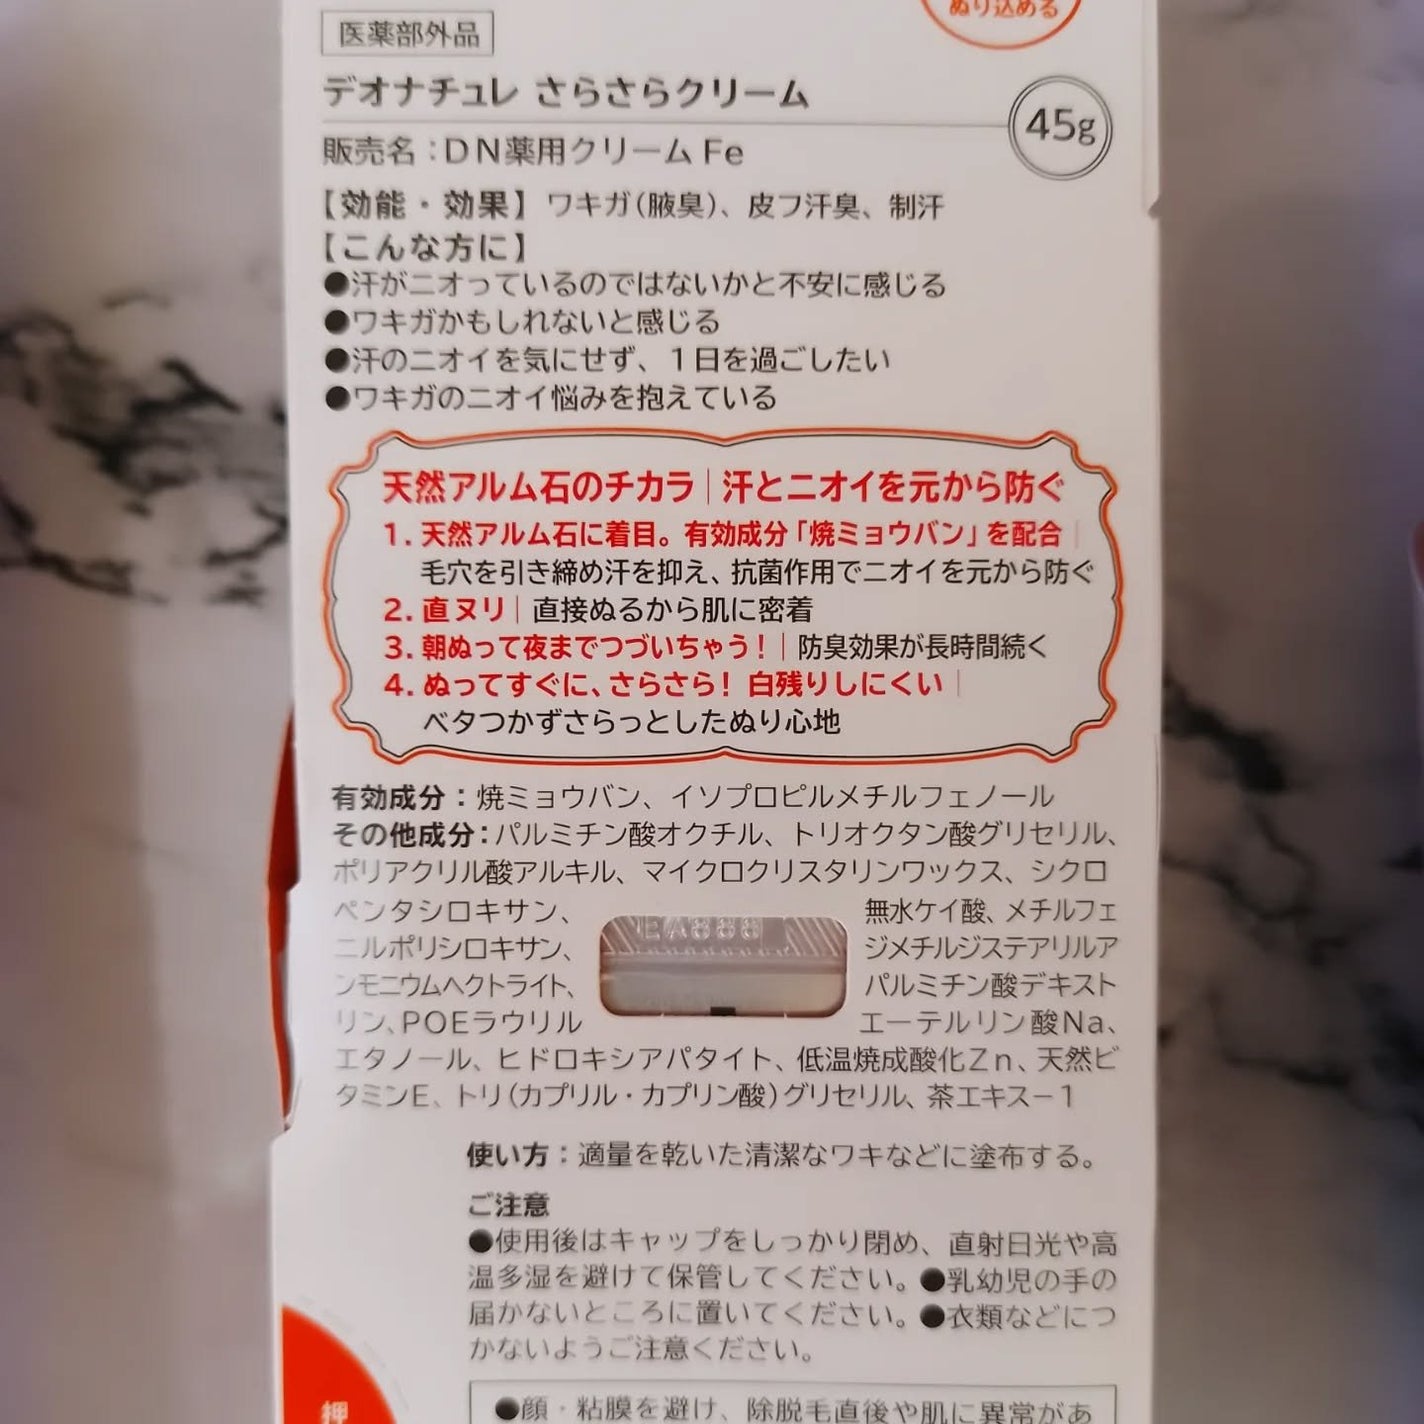 ぬり込める
医薬部外品
デオナチュレ さらさらクリーム
45g
販売名：DN薬用クリームFe
【効能・効果】ワキガ（腋臭）、皮フ汗臭、制汗
【こんな方に】
●汗がニオっているのではないかと不安に感じる
●ワキガかもしれないと感じる
●汗のニオイを気にせず、1日を過ごしたい
●ワキガのニオイ悩みを抱えている
天然アルム石のチカラ｜汗とニオイを元から防ぐ
1. 天然アルム石に着目。有効成分「焼ミョウバン」を配合｜
毛穴を引き締め汗を抑え、抗菌作用でニオイを元から防ぐ
2. 直ヌリ｜直接ぬるから肌に密着
3. 朝ぬって夜までつづいちゃう！｜防臭効果が長時間続く
4. ぬってすぐに、さらさら！ 白残りしにくい｜
ベタつかずさらっとしたぬり心地
有効成分：焼ミョウバン、イソプロピルメチルフェノール
その他成分：パルミチン酸オクチル、トリオクタン酸グリセリル、
ポリアクリル酸アルキル、マイクロクリスタリンワックス、シクロ
ペンタシロキサン、 無水ケイ酸、メチルフェ
ニルポリシロキサン、 ジメチルジステアリルア
ンモニウムヘクトライト、 パルミチン酸デキスト
リン、POEラウリル エーテルリン酸Na、
エタノール、ヒドロキシアパタイト、低温焼成酸化Zn、天然ビ
タミンE、トリ（カプリル・カプリン酸）グリセリル、茶エキス－1
使い方：適量を乾いた清潔なワキなどに塗布する。
ご注意
●使用後はキャップをしっかり閉め、直射日光や高
温多湿を避けて保管してください。●乳幼児の手の
届かないところに置いてください。●衣類などにつ
かないようご注意ください。
押
●顔・粘膜を避け、除脱毛直後や肌に異常があ